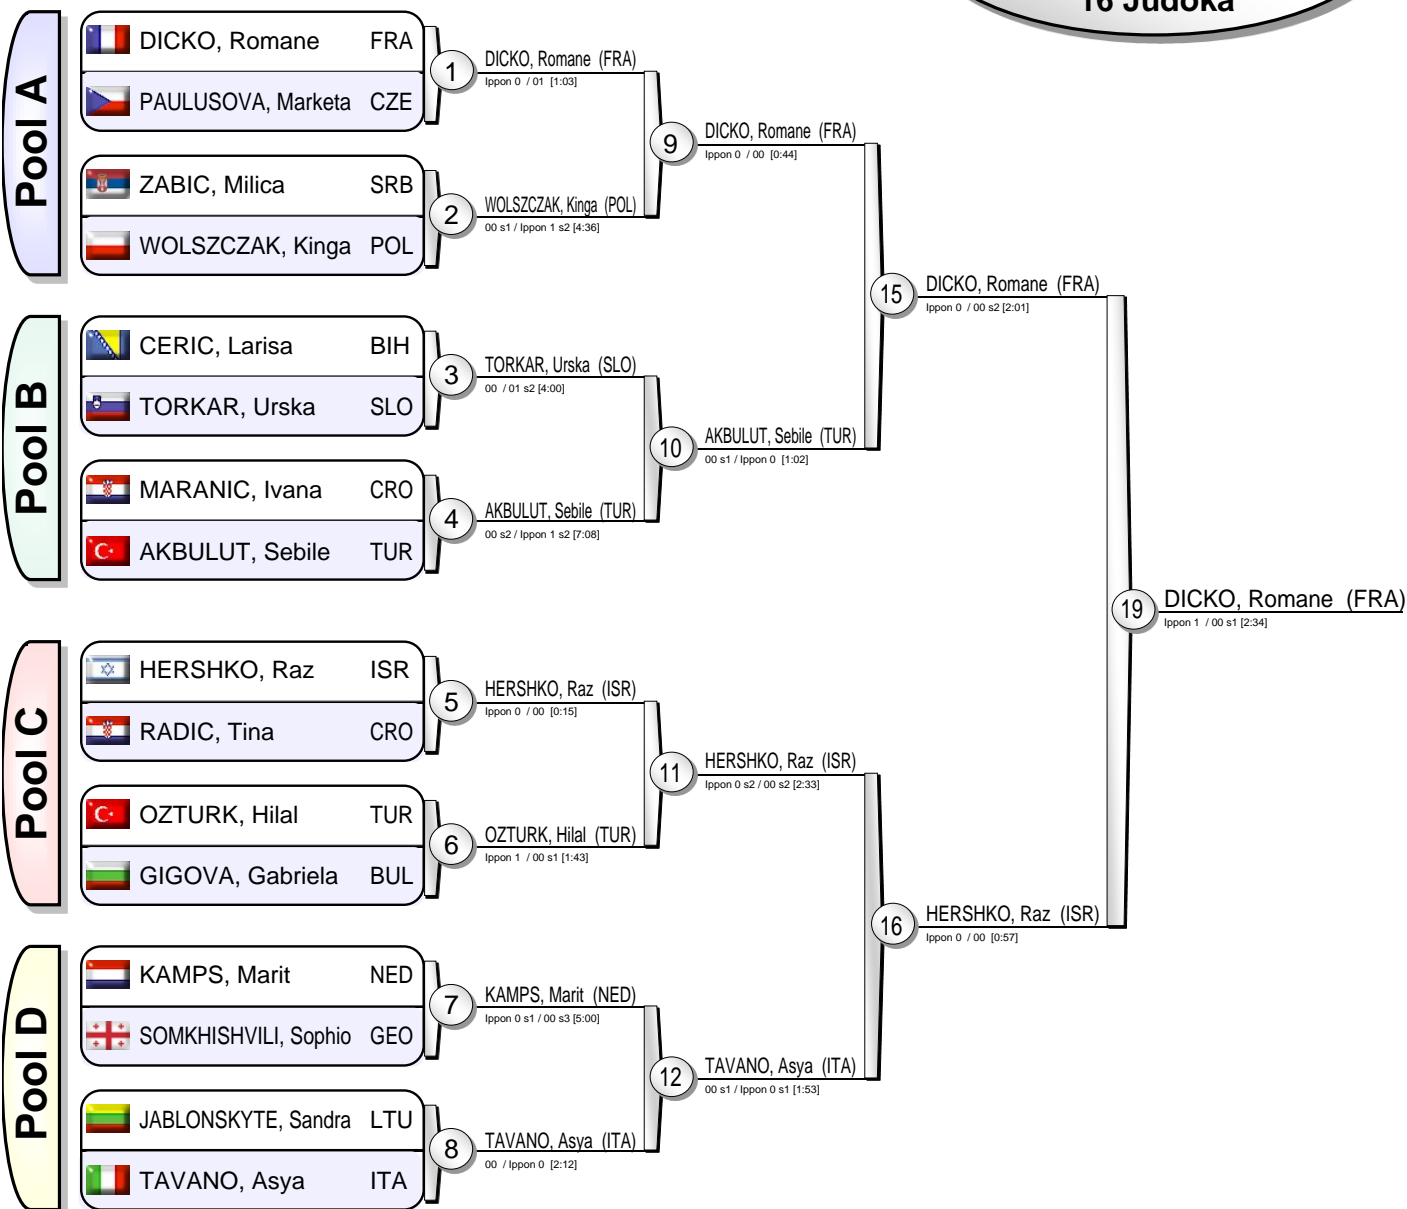 16 Judoka
Pool A
DICKO, Romane FRA
PAULUSOVA, Marketa CZE
ZABIC, Milica SRB
WOLSZCZAK, Kinga POL
Pool B
CERIC, Larisa BIH
TORKAR, Urska SLO
MARANIC, Ivana CRO
AKBULUT, Sebile TUR
Pool C
HERSHKO, Raz ISR
RADIC, Tina CRO
OZTURK, Hilal TUR
GIGOVA, Gabriela BUL
Pool D
KAMPS, Marit NED
SOMKHISHVILI, Sophio GEO
JABLONSKYTE, Sandra LTU
TAVANO, Asya ITA
1
DICKO, Romane (FRA)
Ippon 0 / 01 [1:03]
2
WOLSZCZAK, Kinga (POL)
00 s1 / Ippon 1 s2 [4:36]
3
TORKAR, Urska (SLO)
00 / 01 s2 [4:00]
4
AKBULUT, Sebile (TUR)
00 s2 / Ippon 1 s2 [7:08]
5
HERSHKO, Raz (ISR)
Ippon 0 / 00 [0:15]
6
OZTURK, Hilal (TUR)
Ippon 1 / 00 s1 [1:43]
7
KAMPS, Marit (NED)
Ippon 0 s1 / 00 s3 [5:00]
8
TAVANO, Asya (ITA)
00 / Ippon 0 [2:12]
9
DICKO, Romane (FRA)
Ippon 0 / 00 [0:44]
10
AKBULUT, Sebile (TUR)
00 s1 / Ippon 0 [1:02]
11
HERSHKO, Raz (ISR)
Ippon 0 s2 / 00 s2 [2:33]
12
TAVANO, Asya (ITA)
00 s1 / Ippon 0 s1 [1:53]
15
DICKO, Romane (FRA)
Ippon 0 / 00 s2 [2:01]
16
HERSHKO, Raz (ISR)
Ippon 0 / 00 [0:57]
19
DICKO, Romane (FRA)
Ippon 1 / 00 s1 [2:34]